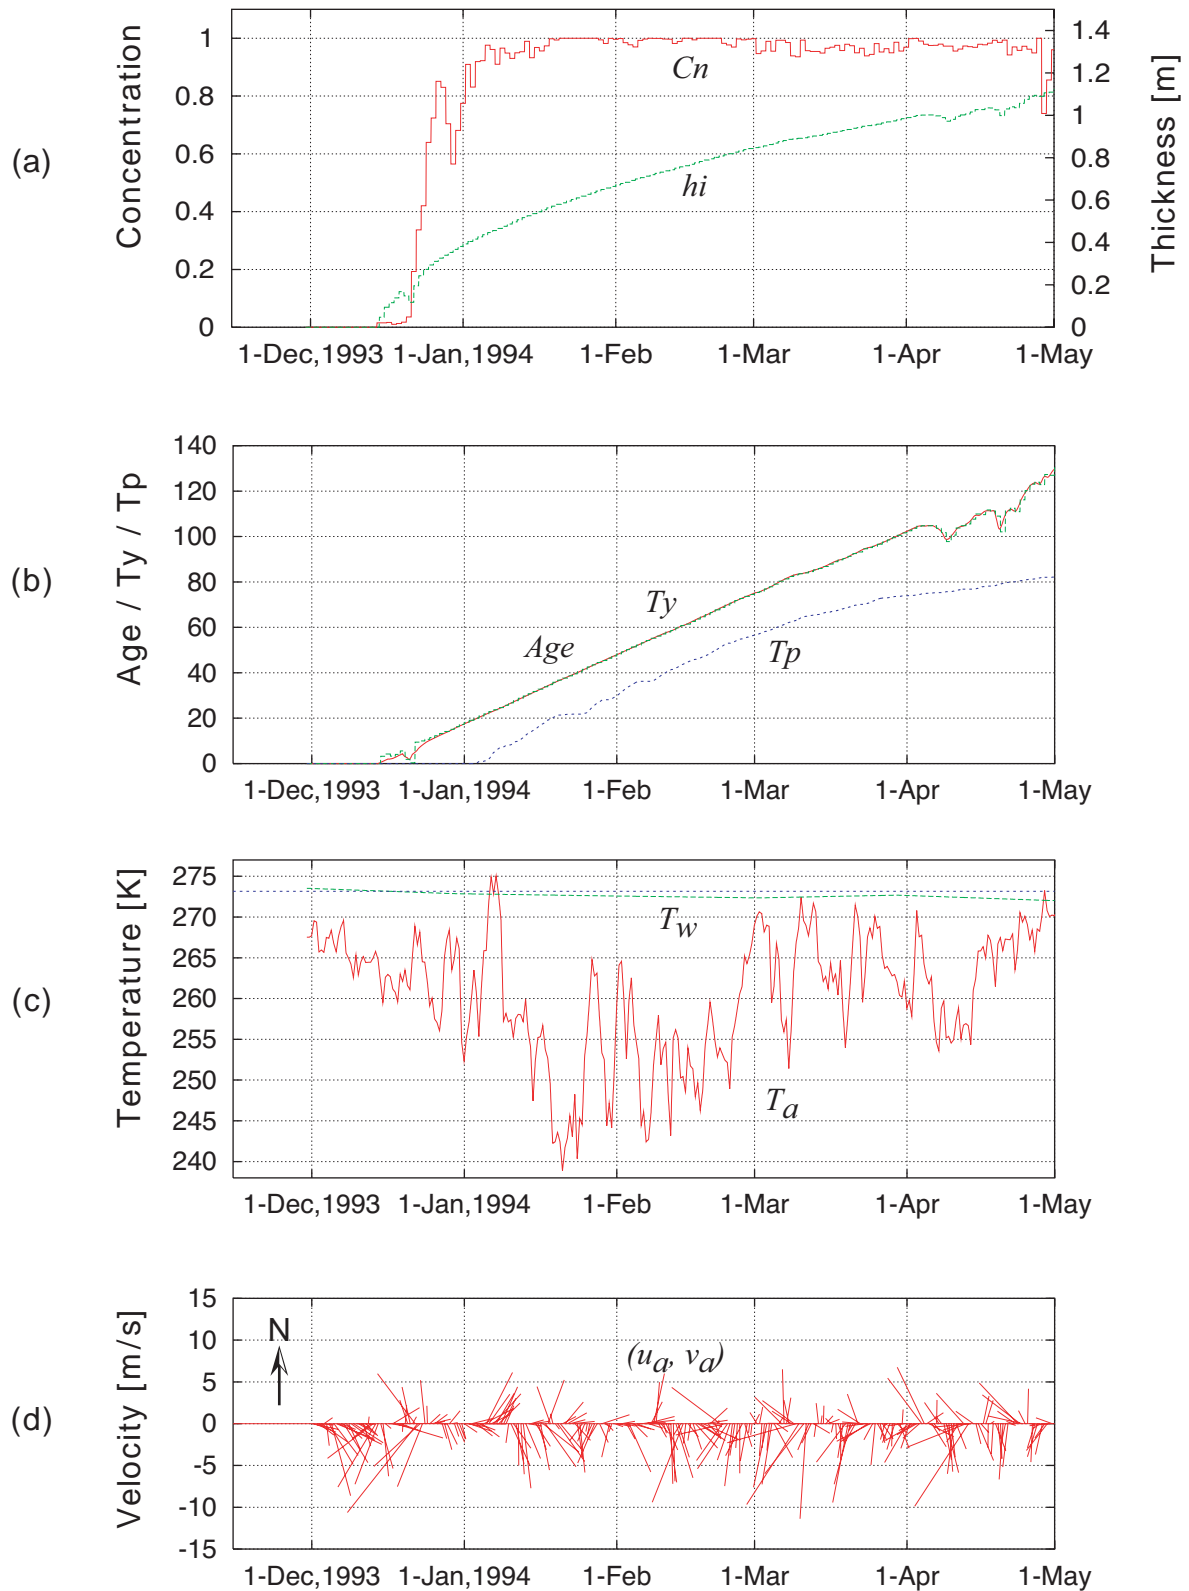 (a)
Concentration
1
0.8
0.6
0.4
0.2
0
Cn
hi
1.4
1.2
1
0.8
0.6
0.4
0.2
0
Thickness [m]
1-Dec,1993 1-Jan,1994 1-Feb 1-Mar 1-Apr 1-May
(b)
Age / Ty / Tp
140
120
100
80
60
40
20
0
Ty
Age
Tp
1-Dec,1993 1-Jan,1994 1-Feb 1-Mar 1-Apr 1-May
(c)
Temperature [K]
275
270
265
260
255
250
245
240
T_w
T_a
1-Dec,1993 1-Jan,1994 1-Feb 1-Mar 1-Apr 1-May
(d)
Velocity [m/s]
15
10
5
0
-5
-10
-15
N
(u_a, v_a)
1-Dec,1993 1-Jan,1994 1-Feb 1-Mar 1-Apr 1-May